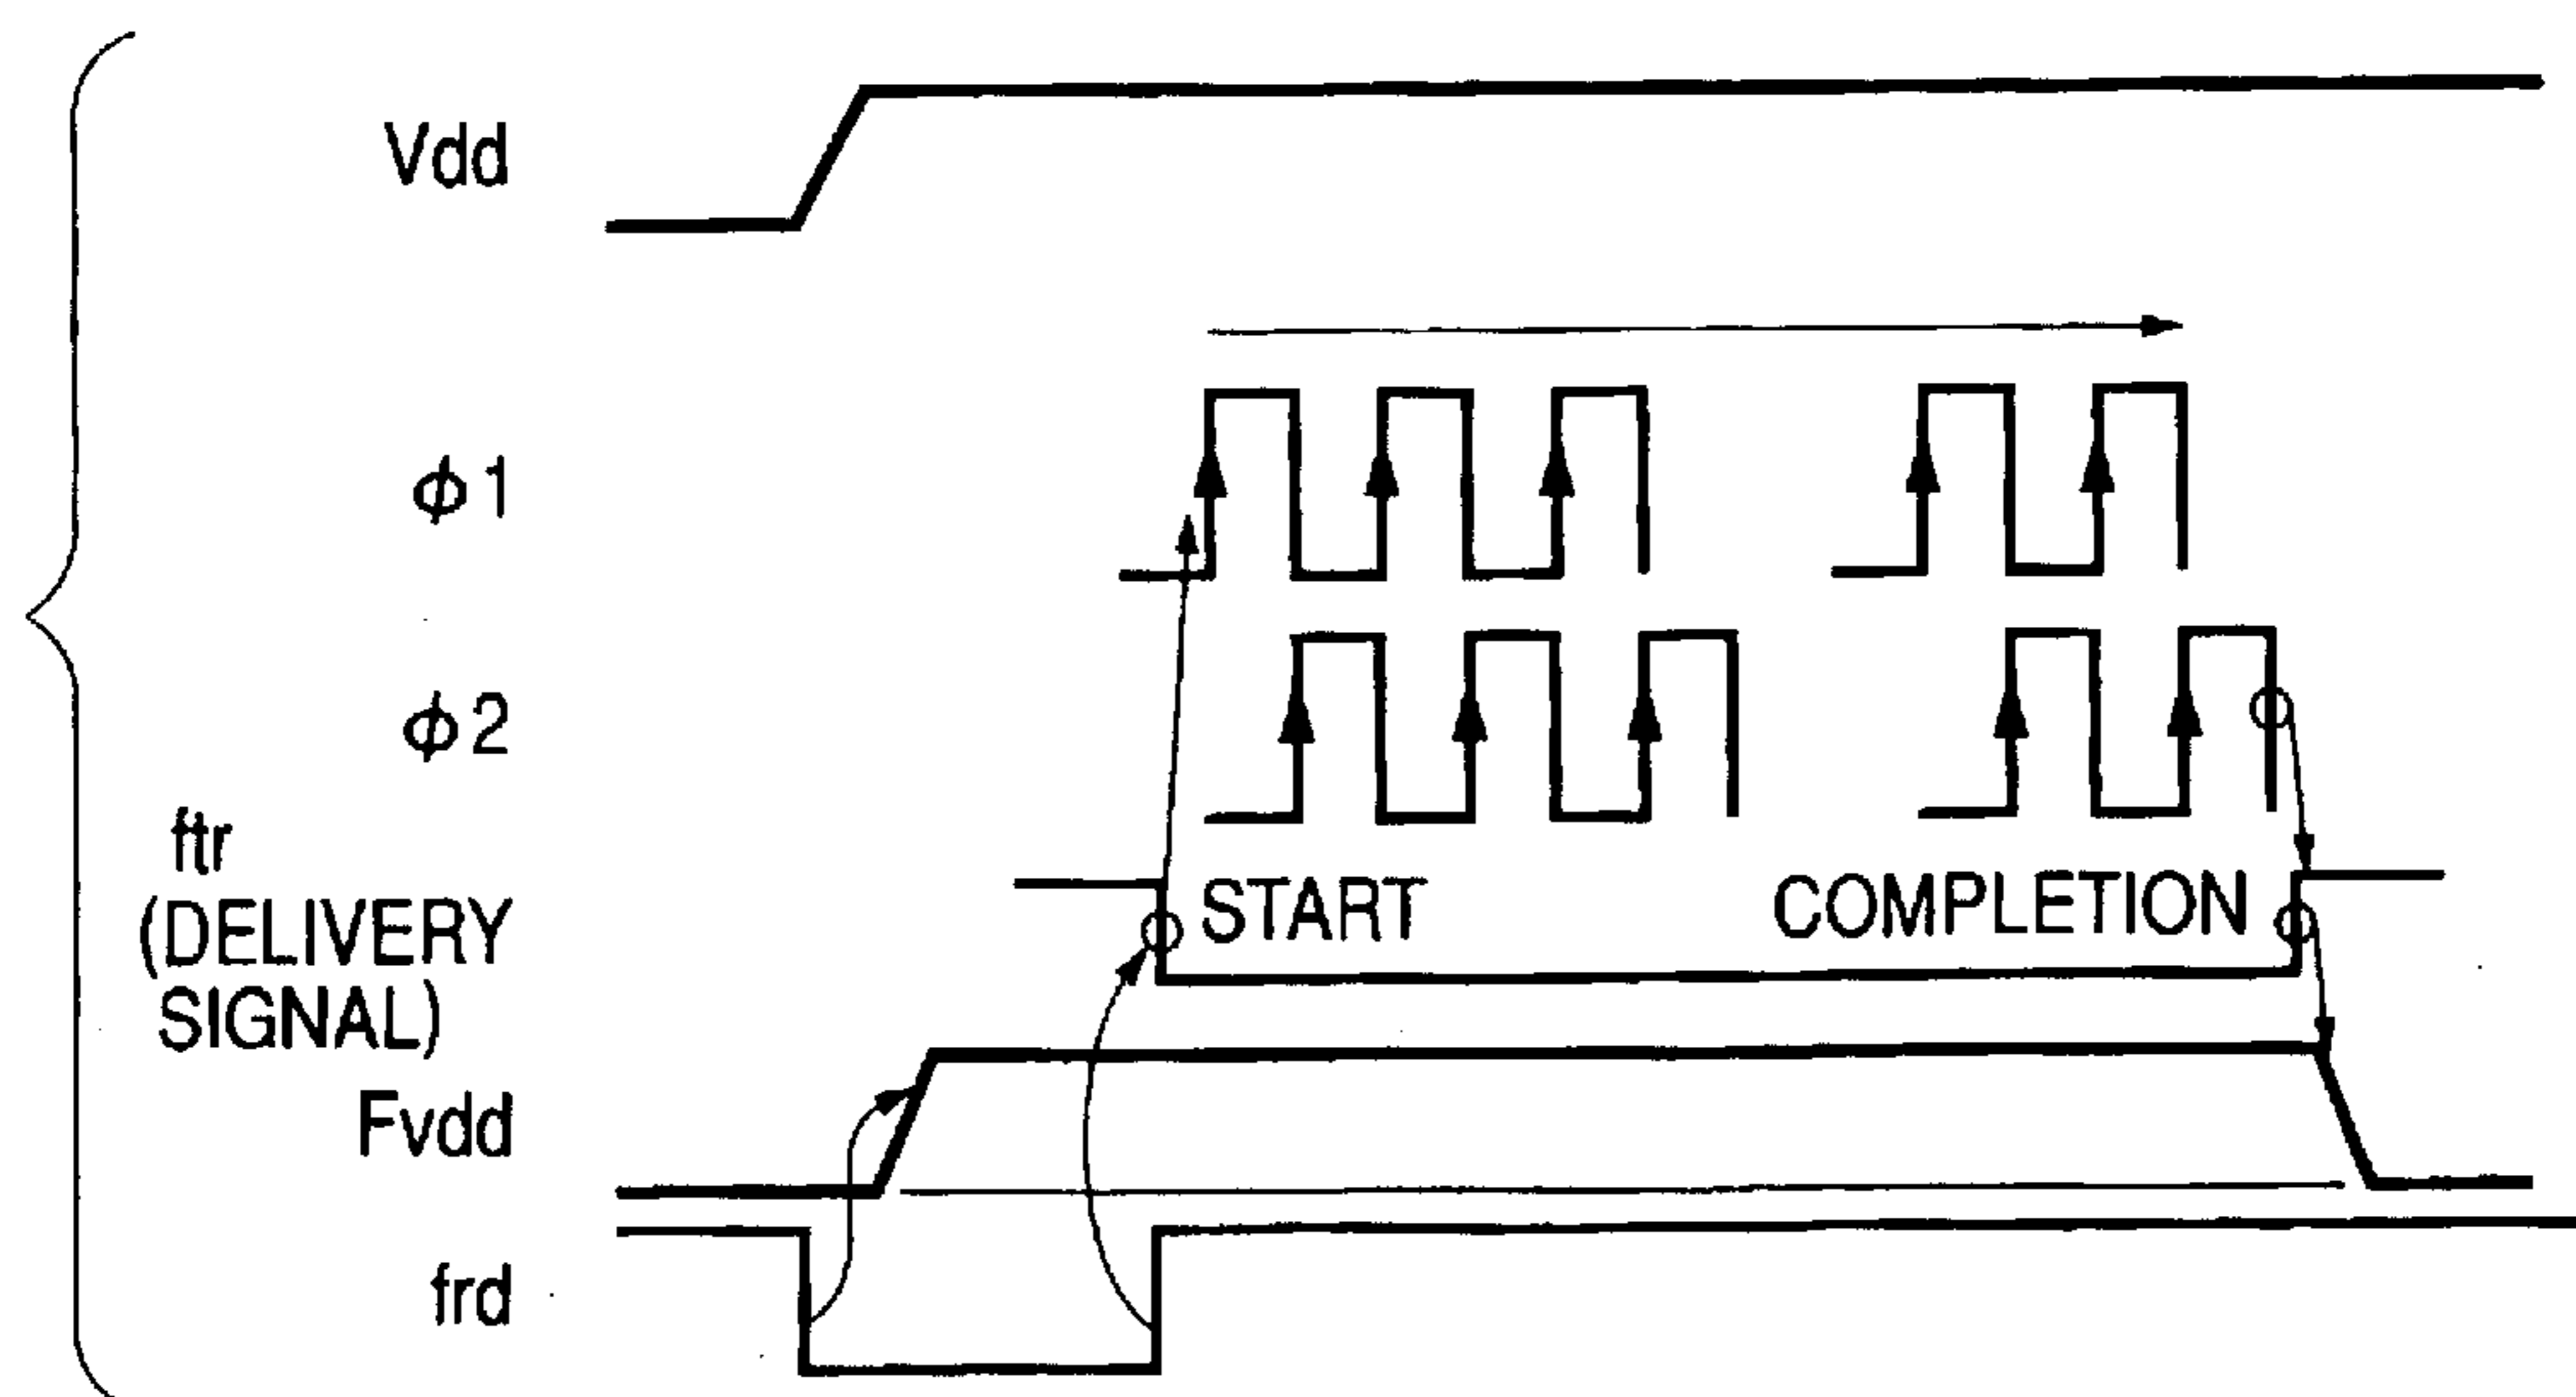 Vdd
ϕ1
ϕ2
ftr
(DELIVERY
SIGNAL)
START
COMPLETION
Fvdd
frd